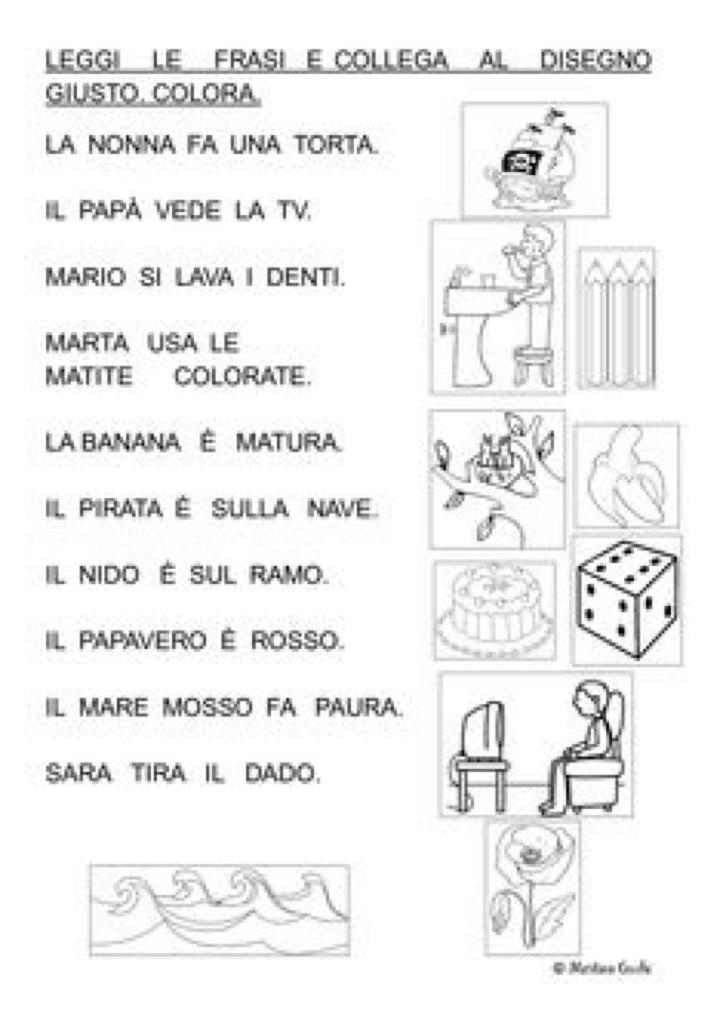 LEGGI LE FRASI E COLLEGA AL DISEGNO
GIUSTO. COLORA.
LA NONNA FA UNA TORTA.
IL PAPÀ VEDE LA TV.
MARIO SI LAVA I DENTI.
MARTA USA LE
MATITE COLORATE.
LA BANANA É MATURA.
IL PIRATA É SULLA NAVE.
IL NIDO É SUL RAMO.
IL PAPAVERO É ROSSO.
IL MARE MOSSO FA PAURA.
SARA TIRA IL DADO.
©